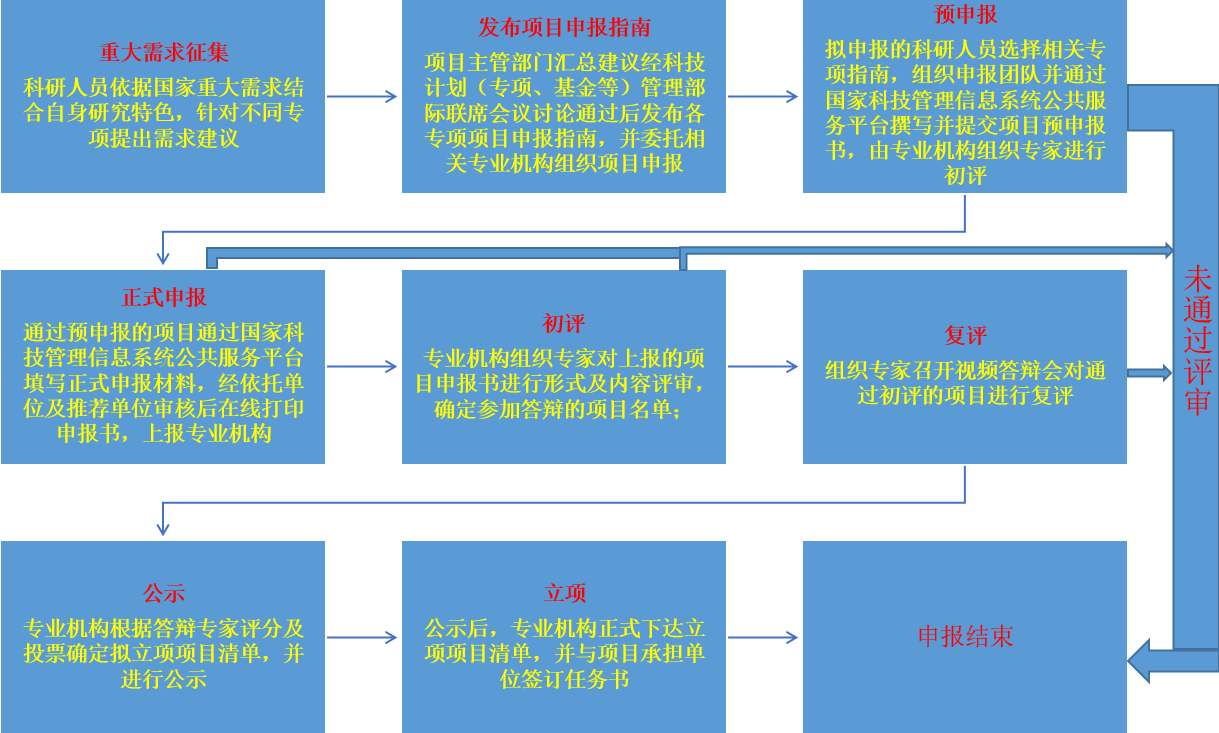 重大需求征集
科研人员依据国家重大需求结
合自身研究特色，针对不同专
项提出需求建议
发布项目申报指南
项目主管部门汇总建议经科技
计划（专项、基金等）管理部
际联席会议讨论通过后发布各
专项项目申报指南，并委托相
关专业机构组织项目申报
预申报
拟申报的科研人员选择相关专
项指南，组织申报团队并通过
国家科技管理信息系统公共服
务平台撰写并提交项目预申报
书，由专业机构组织专家进行
初评
正式申报
通过预申报的项目通过国家科
技管理信息系统公共服务平台
填写正式申报材料，经依托单
位及推荐单位审核后在线打印
申报书，上报专业机构
初评
专业机构组织专家对上报的项
目申报书进行形式及内容评审，
确定参加答辩的项目名单；
复评
组织专家召开视频答辩会对通
过初评的项目进行复评
未通过评审
公示
专业机构根据答辩专家评分及
投票确定拟立项项目清单，并
进行公示
立项
公示后，专业机构正式下达立
项项目清单，并与项目承担单
位签订任务书
申报结束